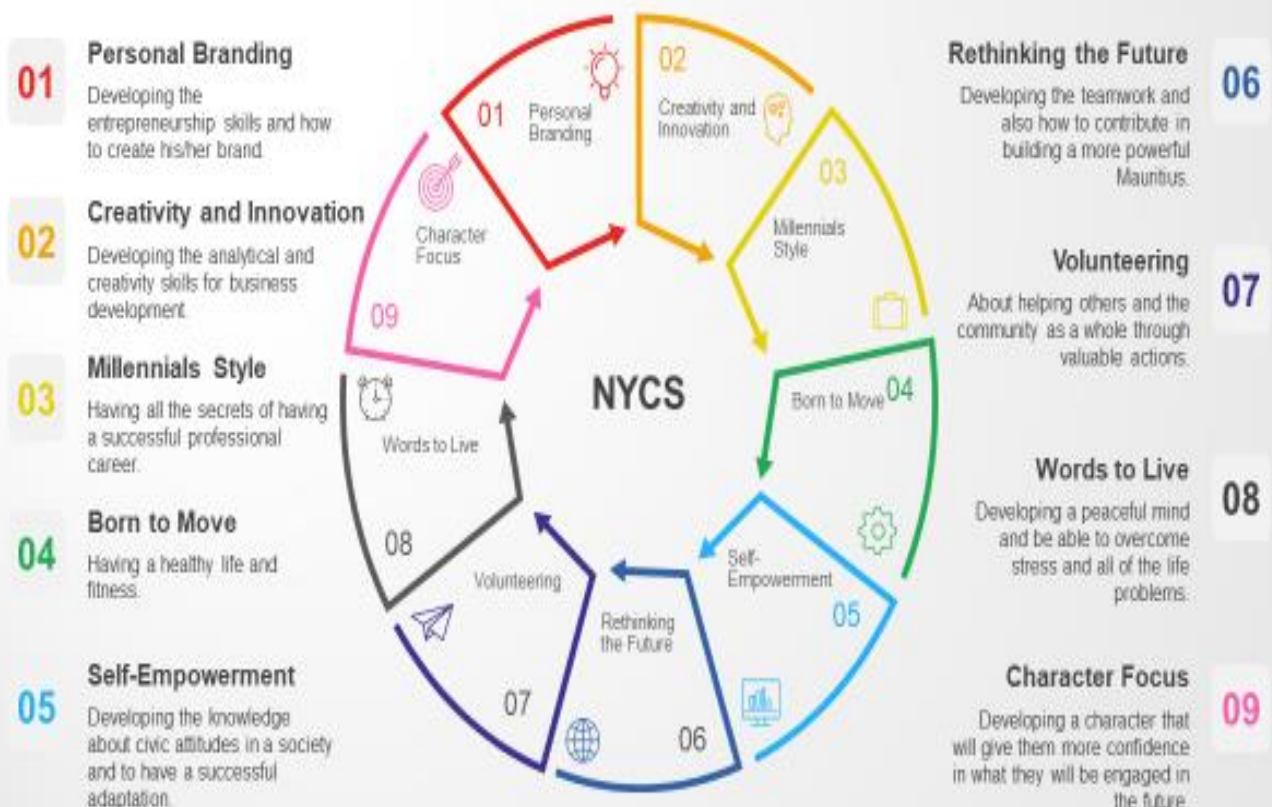 01
Personal Branding
Developing the
entrepreneurship skills and how
to create his/her brand
02
Creativity and Innovation
Developing the analytical and
creativity skills for business
development
03
Millennials Style
Having all the secrets of having
a successful professional
career.
04
Born to Move
Having a healthy life and
fitness.
05
Self-Empowerment
Developing the knowledge
about civic attitudes in a society
and to have a successful
adaptation.
01
Personal
Branding
02
Creativity and
Innovation
03
Millennials
Style
Born to Move
04
Self-
Empowerment
05
Rethinking
the Future
06
Volunteering
07
Words to Live
08
Character
Focus
09
NYCS
Rethinking the Future
06
Developing the teamwork and
also how to contribute in
building a more powerful
Mauritius.
Volunteering
07
About helping others and the
community as a whole through
valuable actions.
Words to Live
08
Developing a peaceful mind
and be able to overcome
stress and all of the life
problems.
Character Focus
09
Developing a character that
will give them more confidence
in what they will be engaged in
the future.